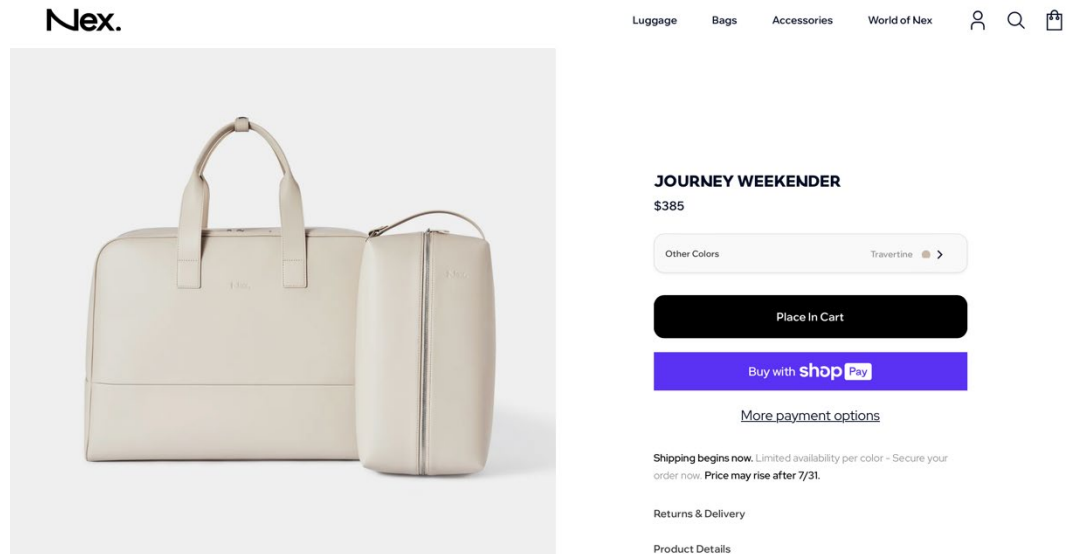 Nex.
Luggage Bags Accessories World of Nex
JOURNEY WEEKENDER
$385
Other Colors Travertine
Place In Cart
Buy with shop Pay
More payment options
Shipping begins now. Limited availability per color - Secure your
order now. Price may rise after 7/31.
Returns & Delivery
Product Details